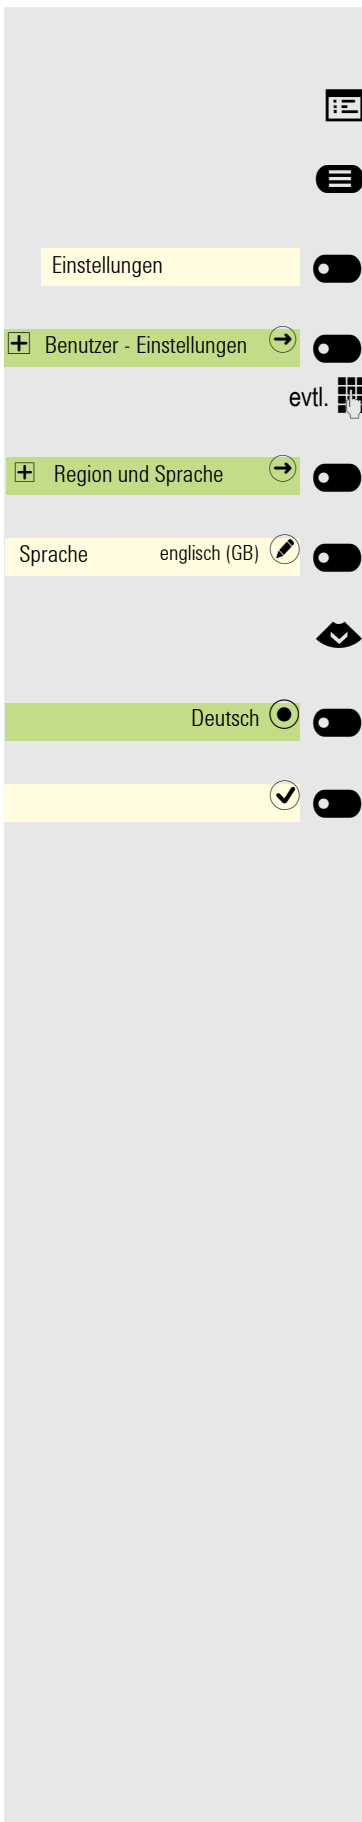 Einstellungen
Benutzer - Einstellungen
evtl.
Region und Sprache
Sprache englisch (GB)
Deutsch